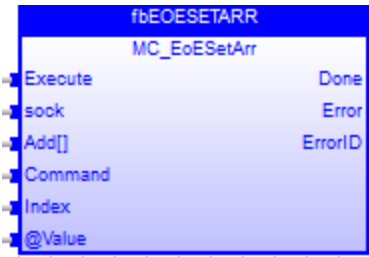 fbEOESETARR
MC_EoESetArr
Execute Done
sock Error
Add[] ErrorID
Command
Index
@Value